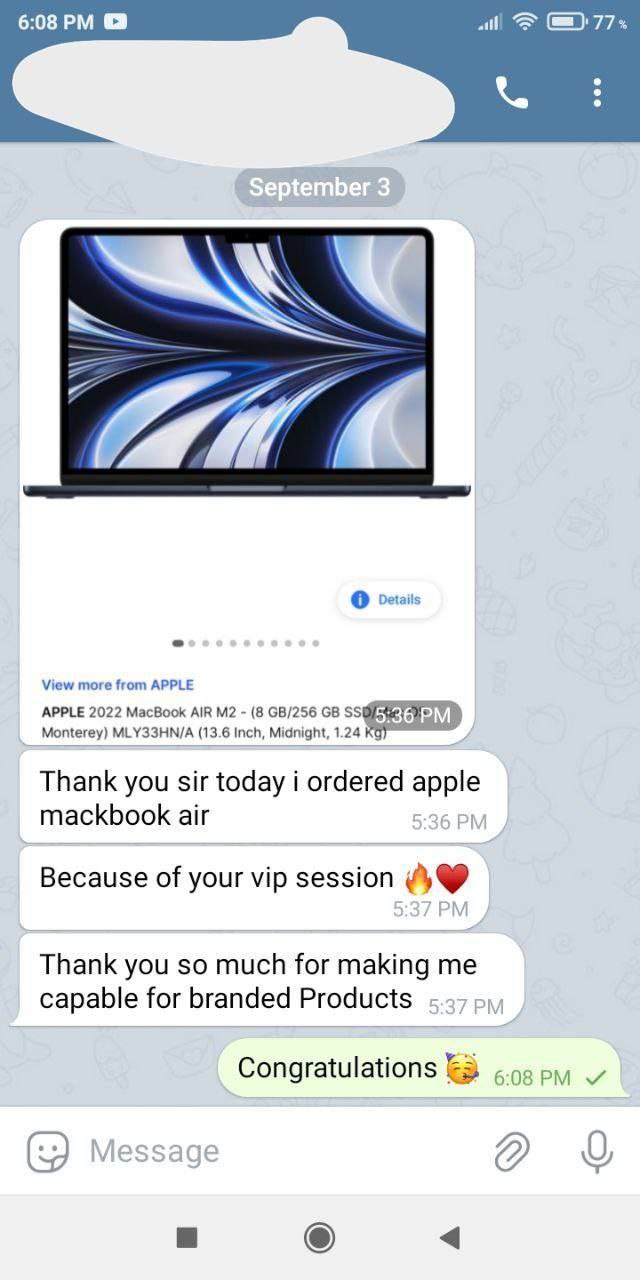 6:08 PM
77%
September 3
Details
View more from APPLE
APPLE 2022 MacBook AIR M2 - (8 GB/256 GB SSD/
5:36 PM
Monterey) MLY33HN/A (13.6 Inch, Midnight, 1.24 Kg)
Thank you sir today i ordered apple
mackbook air
5:36 PM
Because of your vip session 🔥♥️
5:37 PM
Thank you so much for making me
capable for branded Products
5:37 PM
Congratulations 🥳
6:08 PM
Message